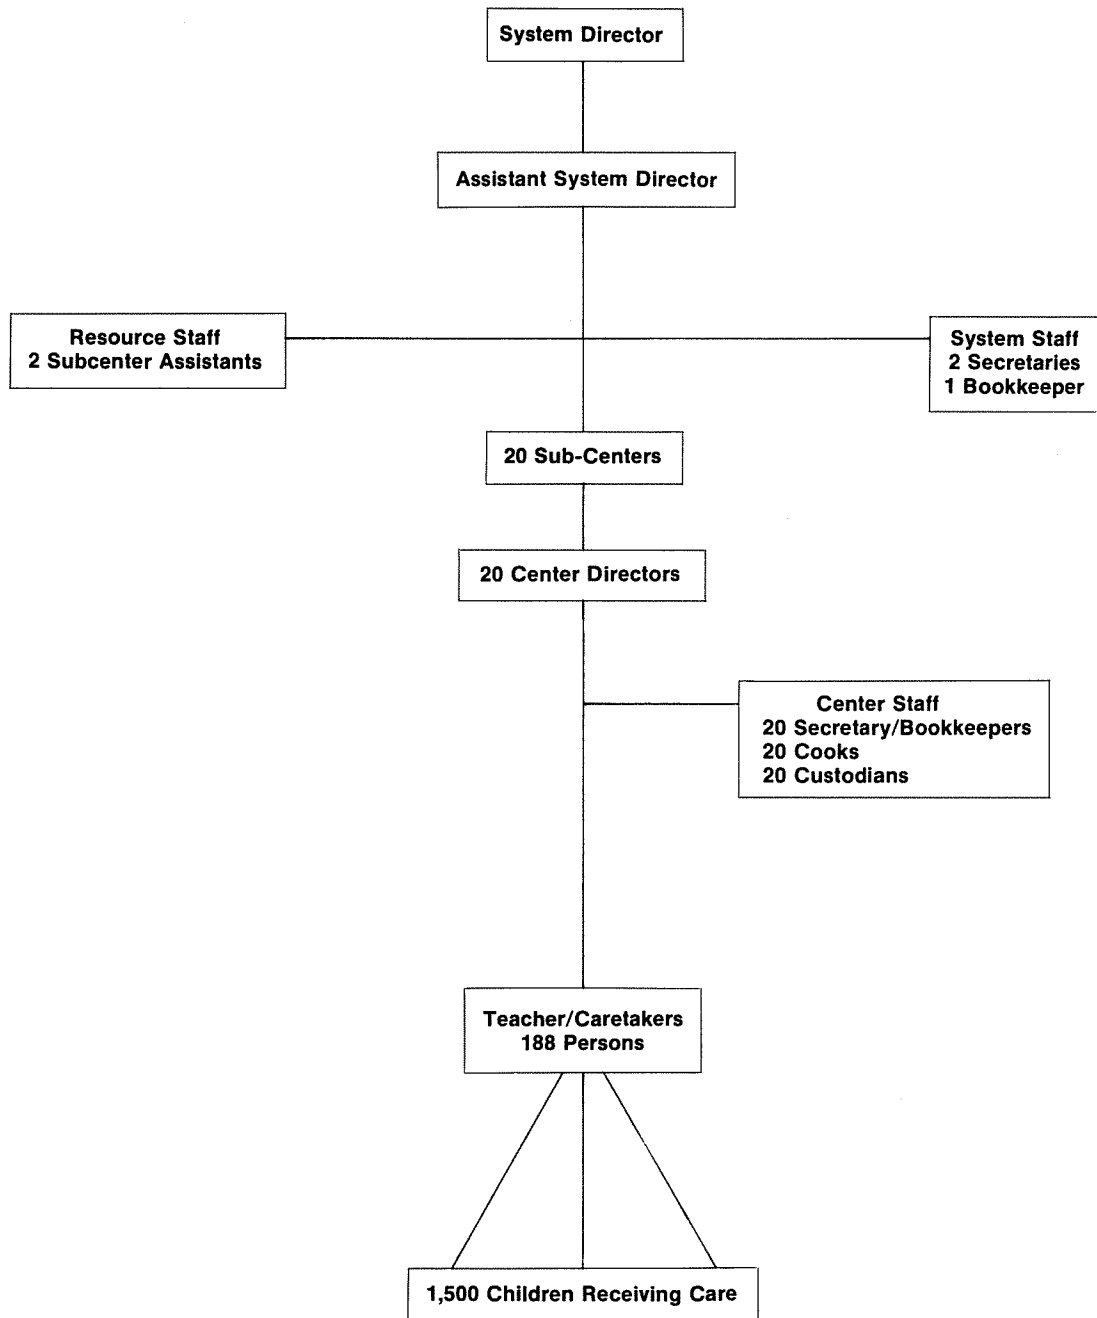 System Director
Assistant System Director
Resource Staff
2 Subcenter Assistants
System Staff
2 Secretaries
1 Bookkeeper
20 Sub-Centers
20 Center Directors
Center Staff
20 Secretary/Bookkeepers
20 Cooks
20 Custodians
Teacher/Caretakers
188 Persons
1,500 Children Receiving Care